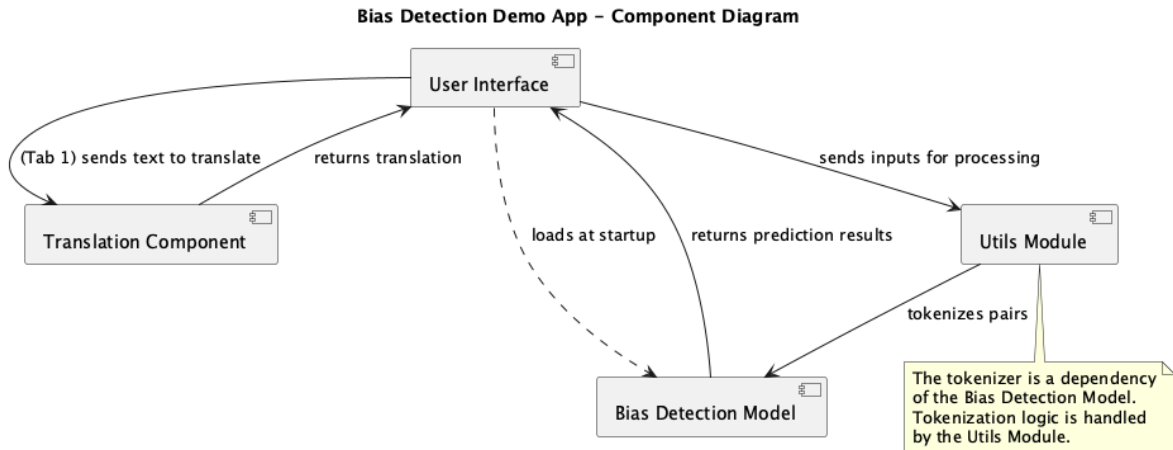 Bias Detection Demo App – Component Diagram
User Interface
(Tab 1) sends text to translate
returns translation
sends inputs for processing
Translation Component
loads at startup
returns prediction results
Utils Module
tokenizes pairs
Bias Detection Model
The tokenizer is a dependency
of the Bias Detection Model.
Tokenization logic is handled
by the Utils Module.